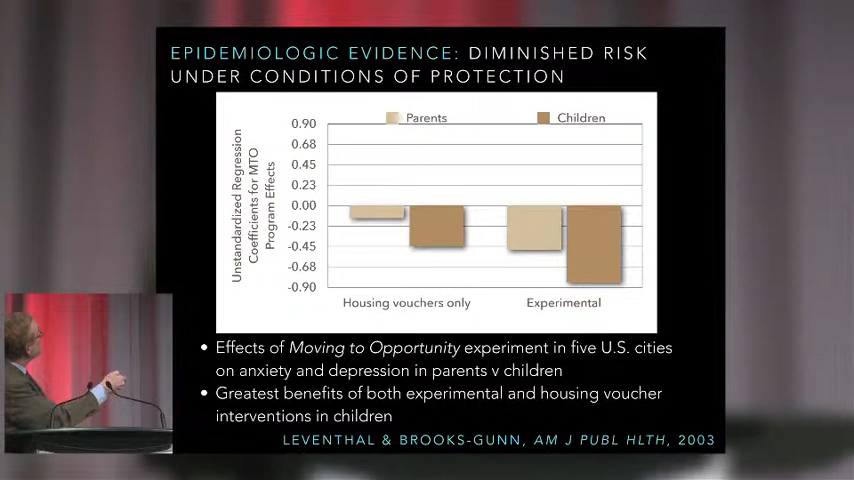 EPIDEMIOLOGIC EVIDENCE: DIMINISHED RISK
UNDER CONDITIONS OF PROTECTION
Parents
Children
Unstandardized Regression
Coefficients for MTO
Program Effects
0.90
0.68
0.45
0.23
0.00
-0.23
-0.45
-0.68
-0.90
Housing vouchers only
Experimental
• Effects of Moving to Opportunity experiment in five U.S. cities
on anxiety and depression in parents v children
• Greatest benefits of both experimental and housing voucher
interventions in children
LEVENTHAL & BROOKS-GUNN, AM J PUBL HLTH, 2003